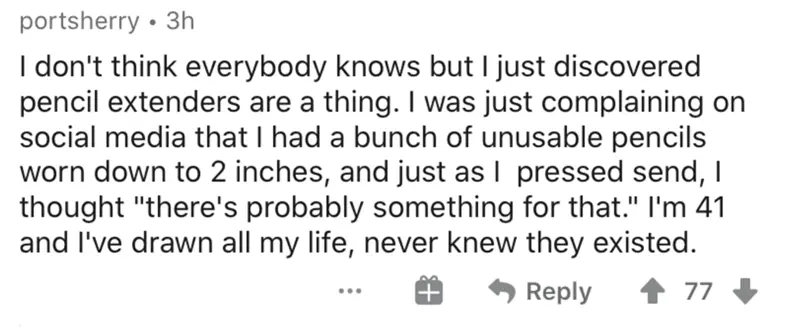 portsherry • 3h
I don't think everybody knows but I just discovered
pencil extenders are a thing. I was just complaining on
social media that I had a bunch of unusable pencils
worn down to 2 inches, and just as I  pressed send, I
thought "there's probably something for that." I'm 41
and I've drawn all my life, never knew they existed.
... Reply 77